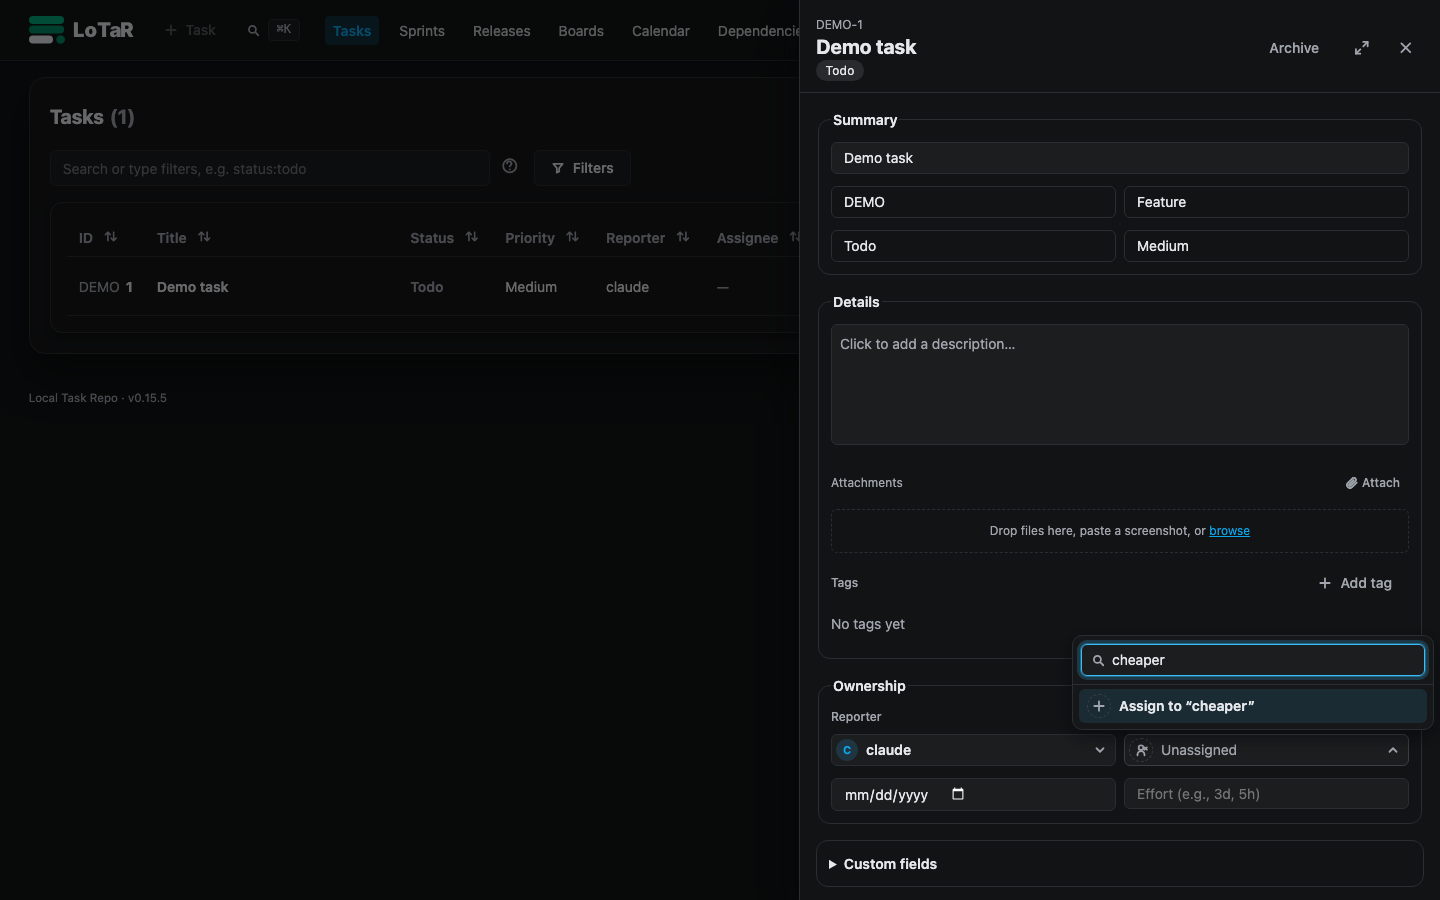 LoTaR
Task
⌘K
Tasks
Sprints
Releases
Boards
Calendar
Dependencie
Tasks (1)
Search or type filters, e.g. status:todo
Filters
ID
Title
Status
Priority
Reporter
Assignee
DEMO 1
Demo task
Todo
Medium
claude
—
Local Task Repo · v0.15.5
DEMO-1
Demo task
Todo
Archive
Summary
Demo task
DEMO
Feature
Todo
Medium
Details
Click to add a description...
Attachments
Attach
Drop files here, paste a screenshot, or browse
Tags
Add tag
No tags yet
cheaper
Assign to “cheaper”
Ownership
Reporter
C
claude
Unassigned
mm/dd/yyyy
Effort (e.g., 3d, 5h)
Custom fields